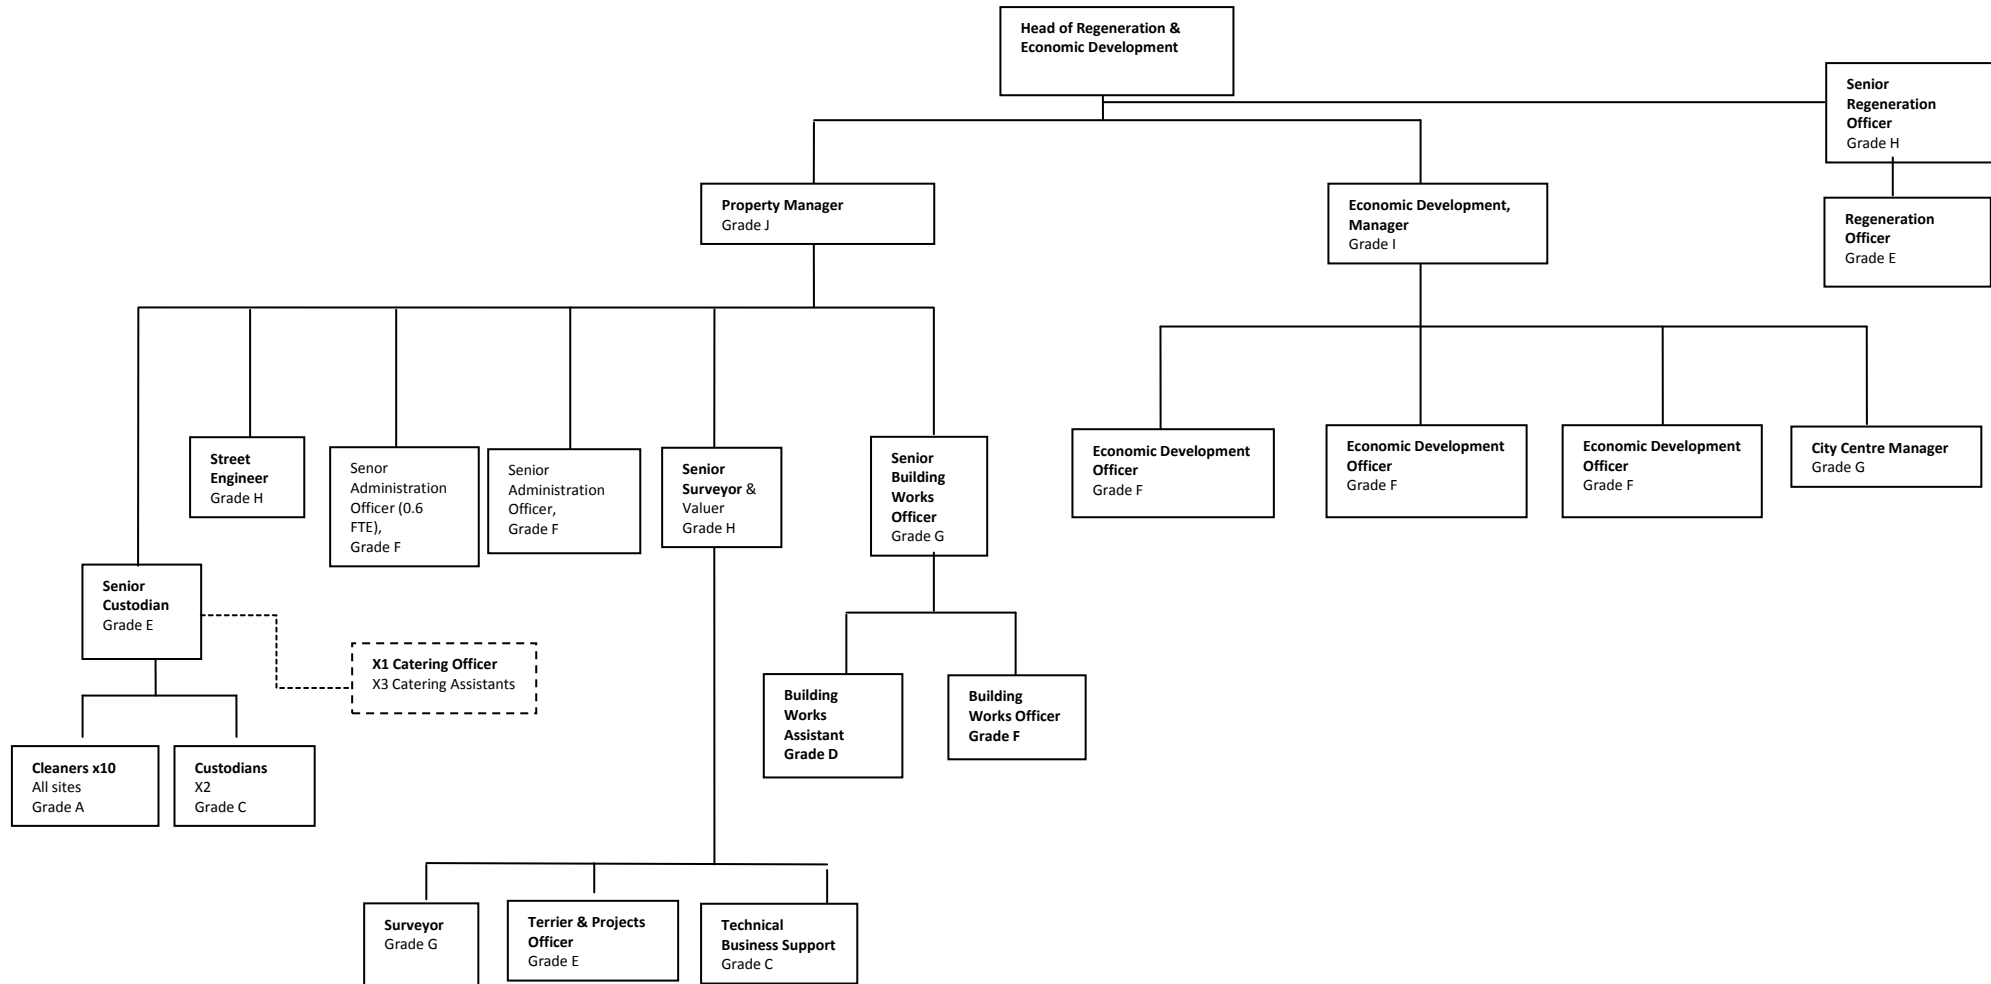 Head of Regeneration &
Economic Development
Senior
Regeneration
Officer
Grade H
Property Manager
Grade J
Economic Development,
Manager
Grade I
Regeneration
Officer
Grade E
Street
Engineer
Grade H
Senor
Administration
Officer (0.6
FTE),
Grade F
Senior
Administration
Officer,
Grade F
Senior
Surveyor &
Valuer
Grade H
Senior
Building
Works
Officer
Grade G
Economic Development
Officer
Grade F
Economic Development
Officer
Grade F
Economic Development
Officer
Grade F
City Centre Manager
Grade G
Senior
Custodian
Grade E
X1 Catering Officer
X3 Catering Assistants
Building
Works
Assistant
Grade D
Building
Works Officer
Grade F
Cleaners x10
All sites
Grade A
Custodians
X2
Grade C
Surveyor
Grade G
Terrier & Projects
Officer
Grade E
Technical
Business Support
Grade C